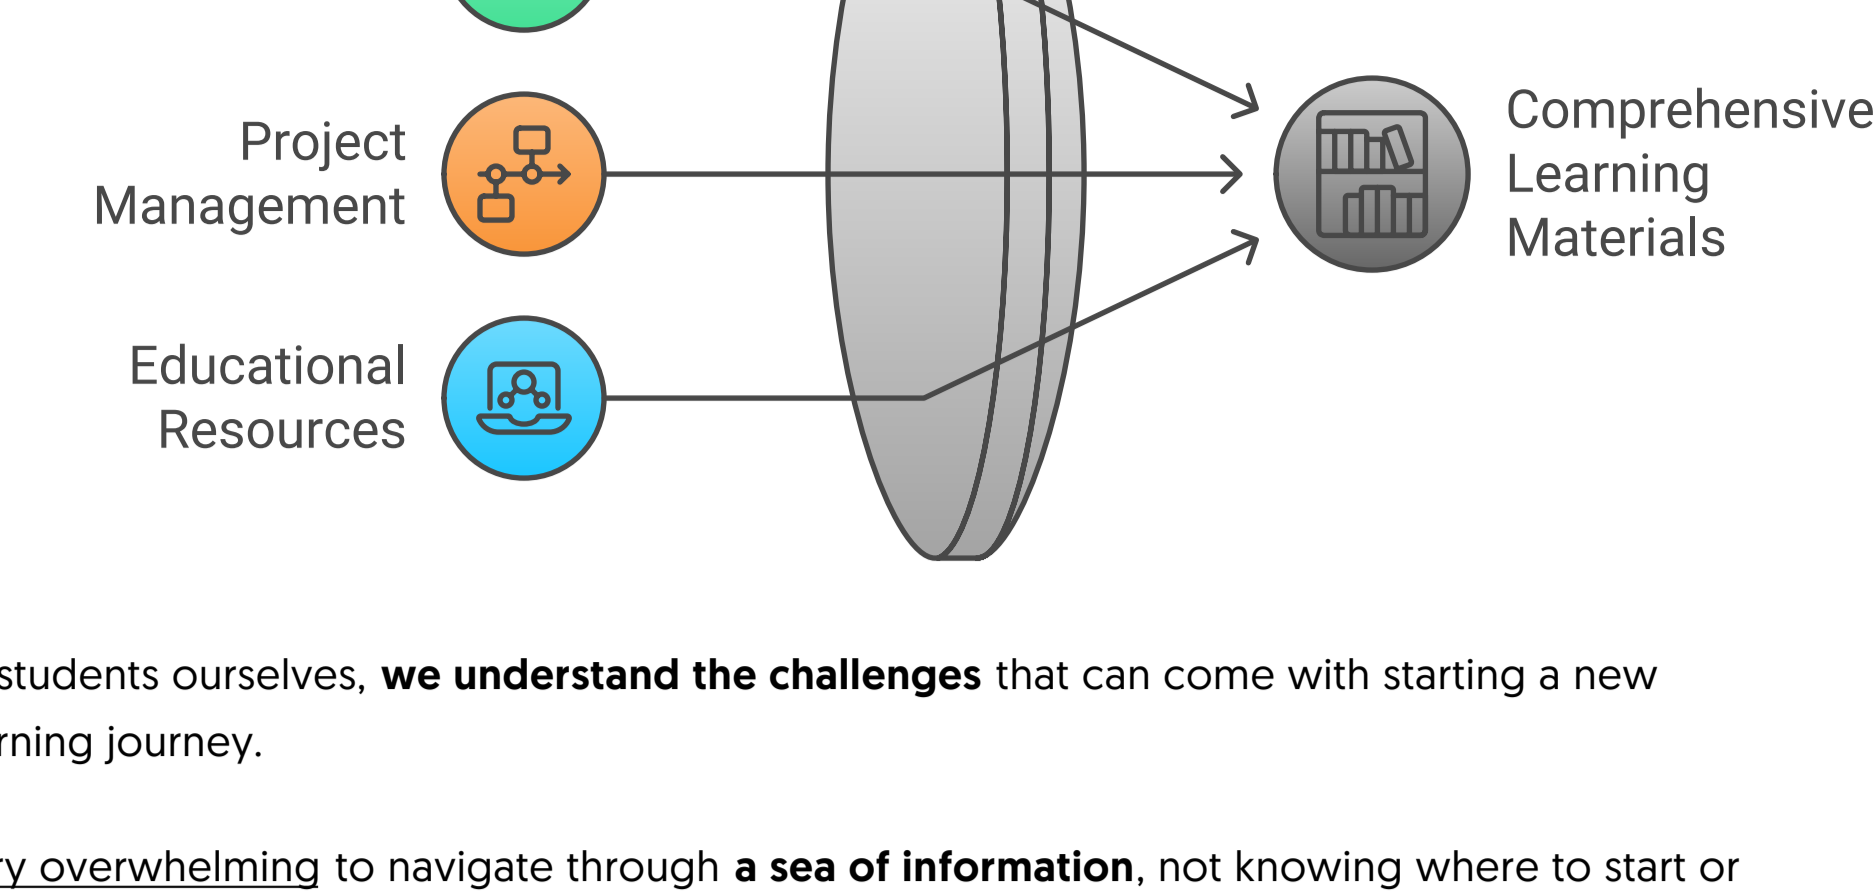 Project
Management
Educational
Resources
Comprehensive
Learning
Materials
students ourselves, we understand the challenges that can come with starting a new
rning journey.
ry overwhelming to navigate through a sea of information, not knowing where to start or